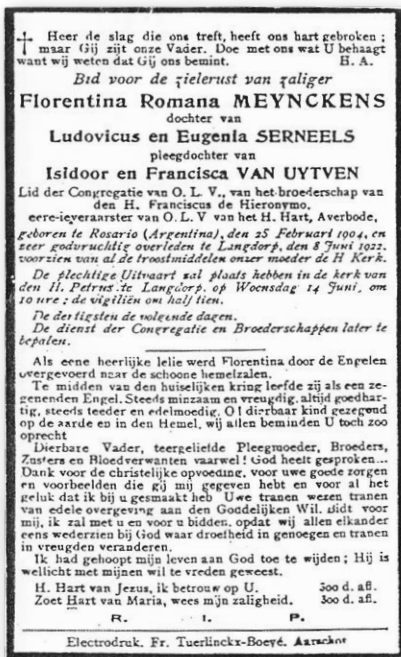 Heer de slag die ons treft, heeft ons hart gebroken ;
maar Gij zijt onze Vader. Doe met ons wat U behaagt
want wij weten dat Gij ons bemint. H. A.
Bid voor de zielerust van zaliger
Florentina Romana MEYNCKENS
dochter van
Ludovicus en Eugenia SERNEELS
pleegdochter van
Isidoor en Francisca VAN UYTVEN
Lid der Congregatie van O. L. V., van het broederschap van
den H. Franciscus de Hieronymo,
eere-ieveraarster van O. L. V van het H. Hart, Averbode,
geboren te Rosario (Argentina), den 25 Februari 1904, en
zeer godvruchtig overleden te Langdorp, den 8 Juni 1922.
voorzien van al de troostmiddelen onzer moeder de H Kerk.
De plechtige Uitvaart zal plaats hebben in de kerk van
den H. Petrus te Langdorp, op Woensdag 14 Juni, om
10 ure ; de vigiliën om half tien.
De dertigsten de volgende dagen.
De dienst der Congregatie en Broederschappen later te
bepalen.
Als eene heerlijke lelie werd Florentina door de Engelen
overgevoerd naar de schoone hemelzalen.
Te midden van den huiselijken kring leefde zij als een ze-
genenden Engel. Steeds minzaam en vreugdig, altijd goedhar-
tig, steeds teeder en edelmoedig. O ! dierbaar kind gezegend
op de aarde en in den Hemel, wij allen beminden U toch zoo
oprecht
Dierbare Vader, teergeliefde Pleegmoeder, Broeders,
Zusters en Bloedverwanten vaarwel ! God heeft gesproken...
Dank voor de christelijke opvoeding, voor uwe goede zorgen
en voorbeelden die gij mij gegeven hebt en voor al het
geluk dat ik bij u gesmaakt heb Uwe tranen wezen tranen
van edele overgeving aan den Goddelijken Wil. Bidt voor
mij, ik zal met u en voor u bidden, opdat wij allen elkander
eens wederzien bij God waar droefheid in genoegen en tranen
in vreugden veranderen.
Ik had gehoopt mijn leven aan God toe te wijden ; Hij is
wellicht met mijnen wil te vreden geweest.
H. Hart van Jezus, ik betrouw op U. 300 d. afl.
Zoet Hart van Maria, wees mijn zaligheid. 300 d. afl.
R. I. P.
Electrodruk. Fr. Tuerlinckx-Boeyé. Aarschot